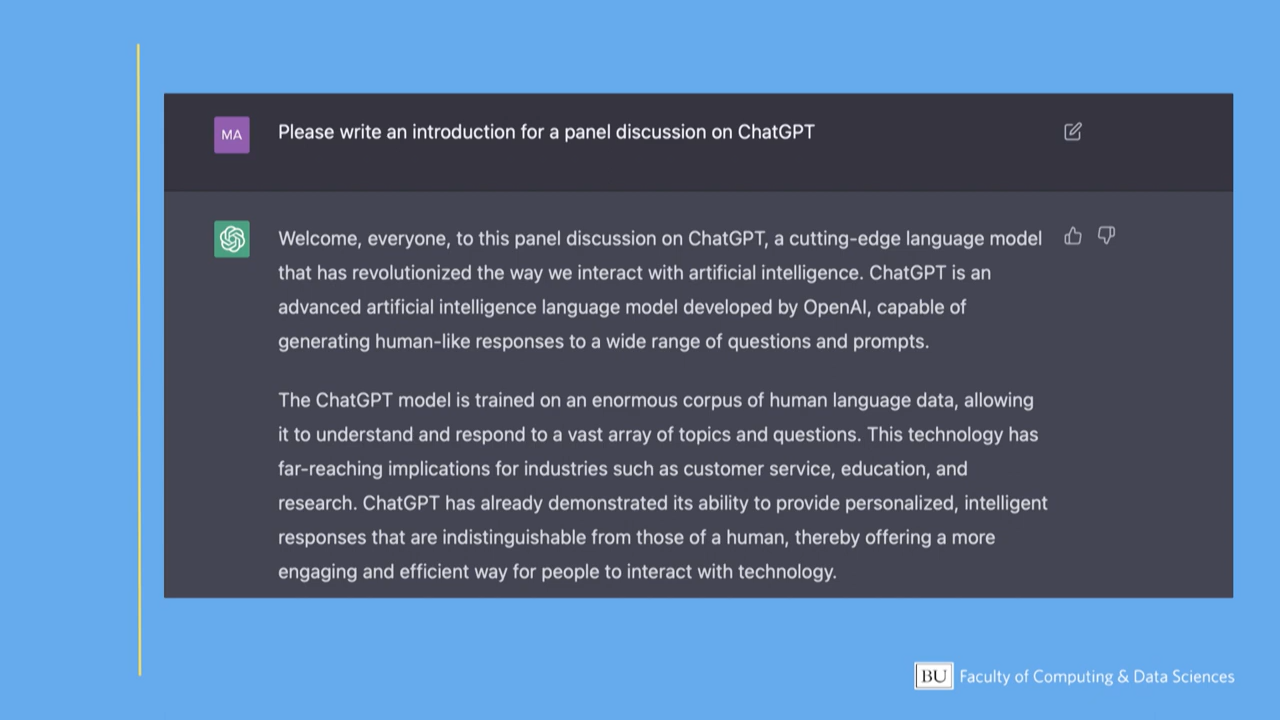 MA
Please write an introduction for a panel discussion on ChatGPT
Welcome, everyone, to this panel discussion on ChatGPT, a cutting-edge language model
that has revolutionized the way we interact with artificial intelligence. ChatGPT is an
advanced artificial intelligence language model developed by OpenAI, capable of
generating human-like responses to a wide range of questions and prompts.
The ChatGPT model is trained on an enormous corpus of human language data, allowing
it to understand and respond to a vast array of topics and questions. This technology has
far-reaching implications for industries such as customer service, education, and
research. ChatGPT has already demonstrated its ability to provide personalized, intelligent
responses that are indistinguishable from those of a human, thereby offering a more
engaging and efficient way for people to interact with technology.
BU Faculty of Computing & Data Sciences